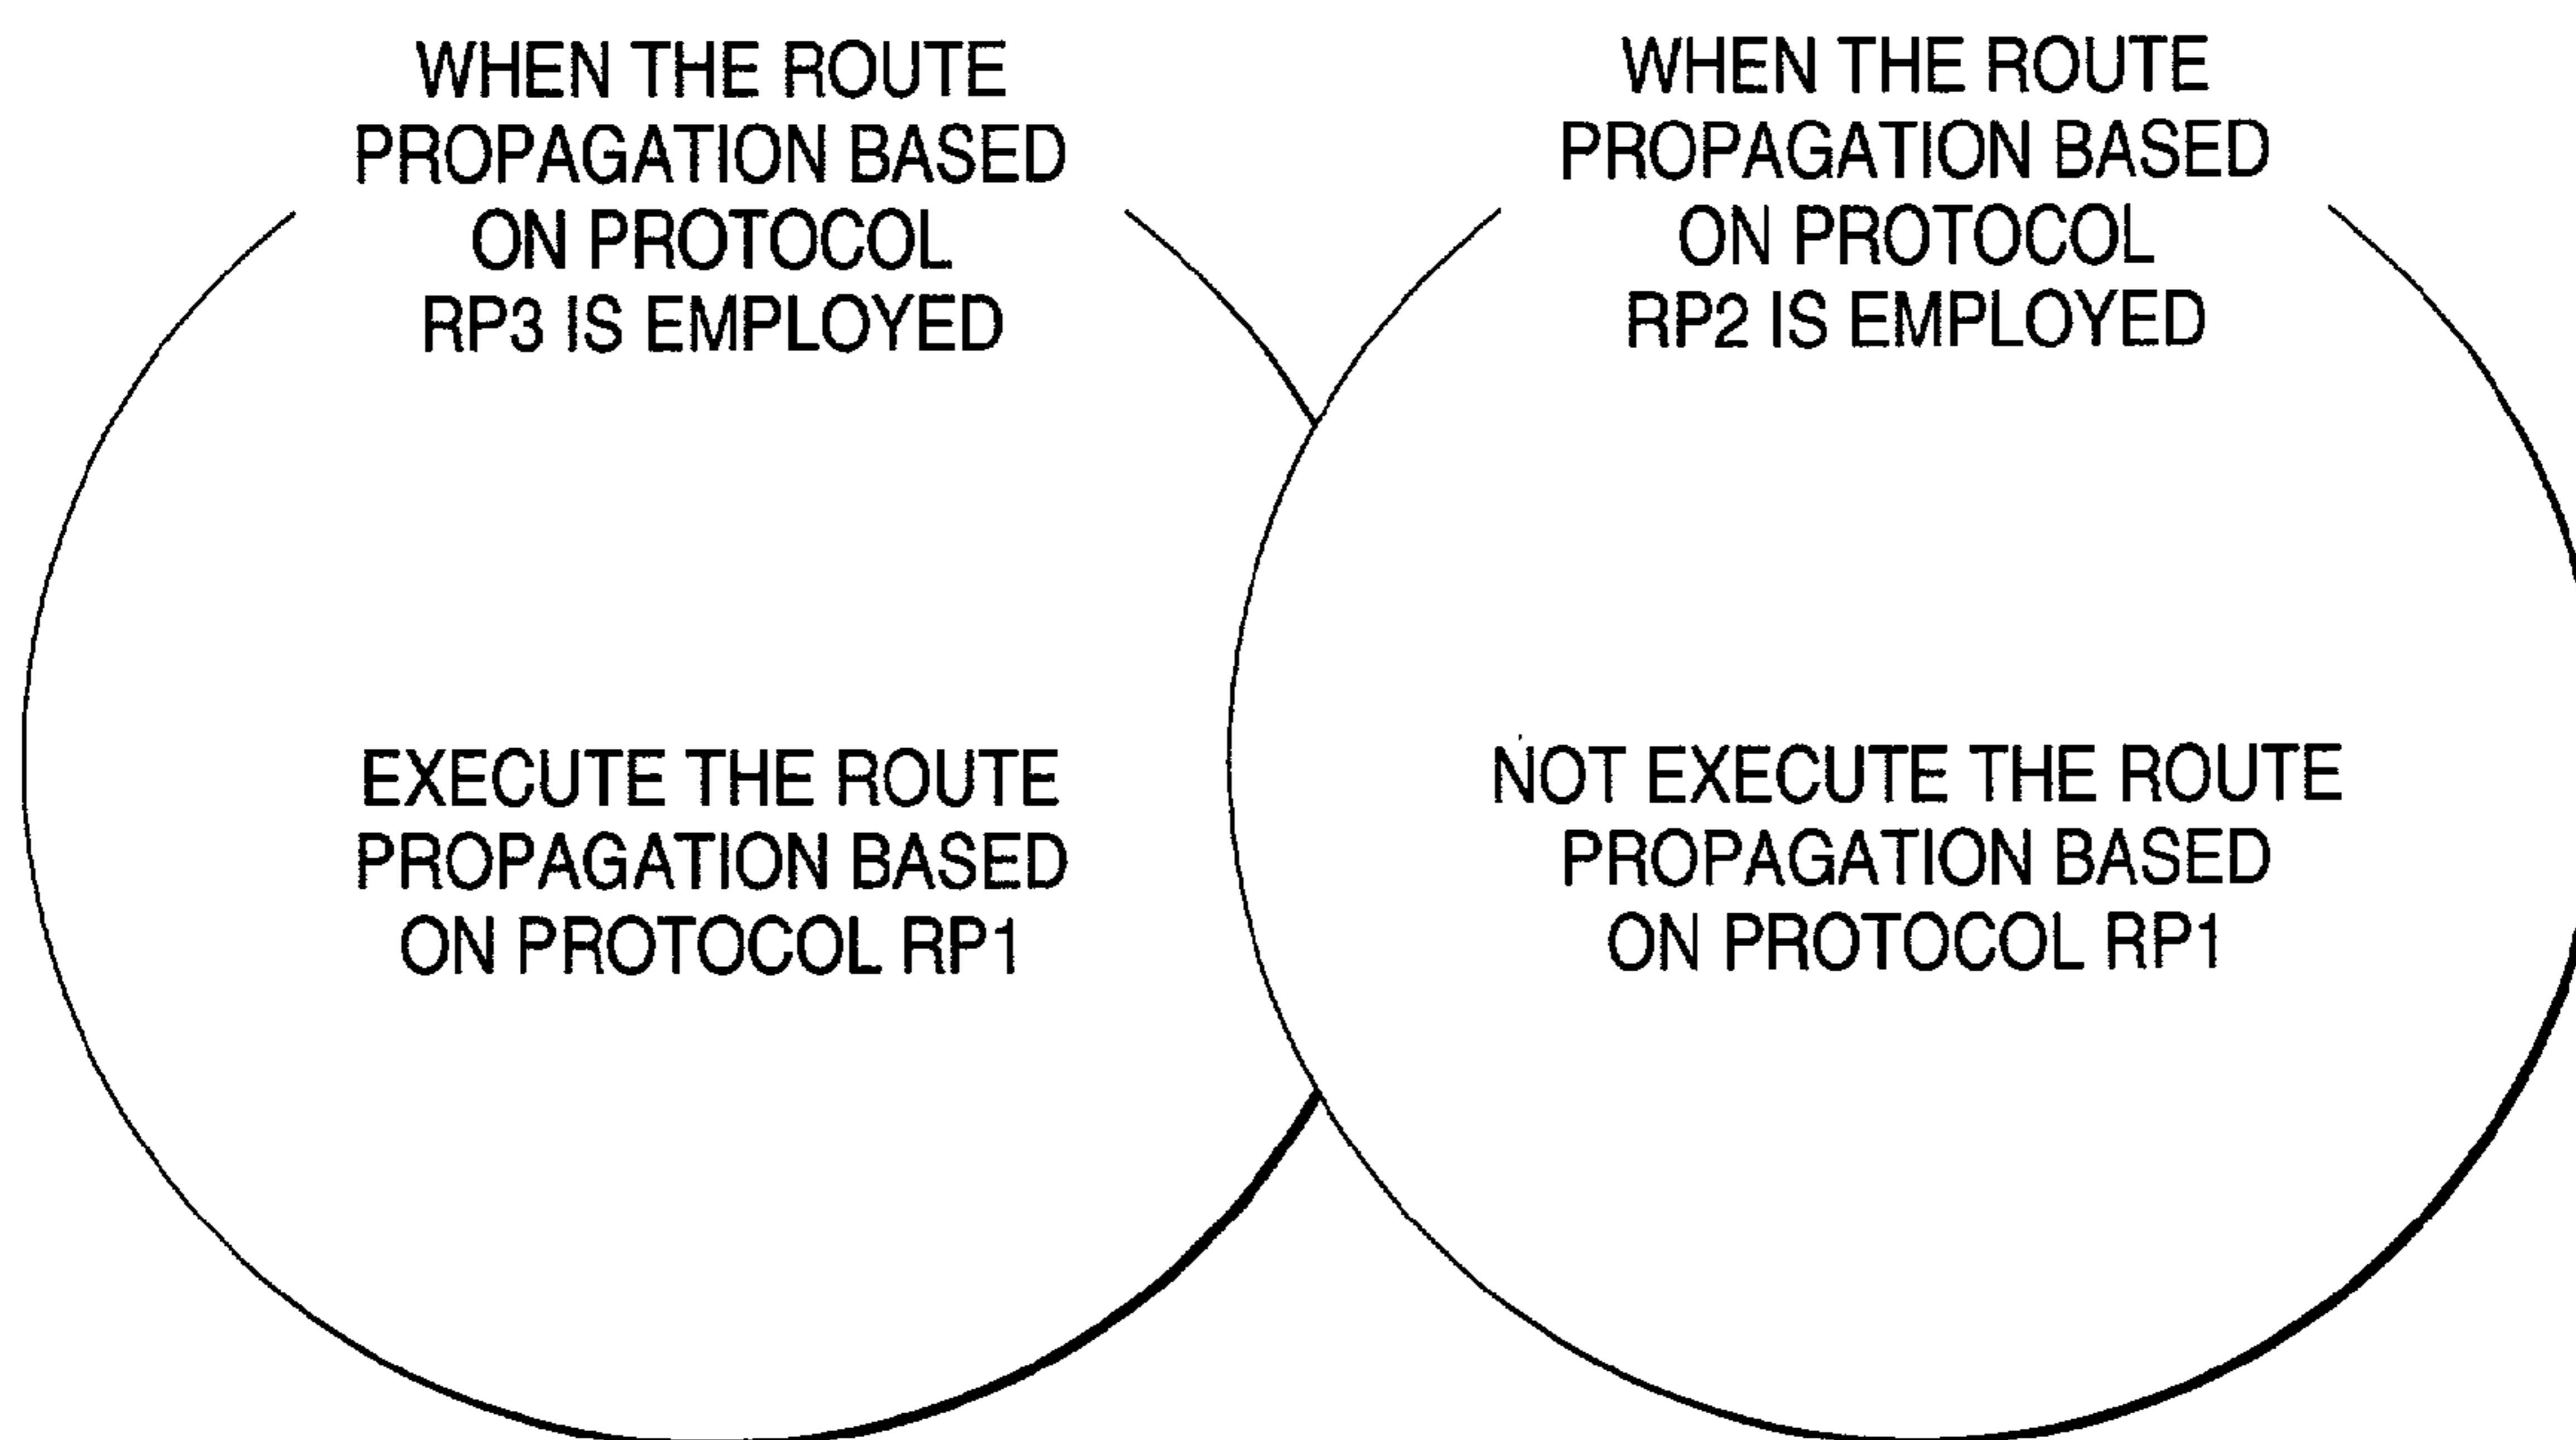 WHEN THE ROUTE
PROPAGATION BASED
ON PROTOCOL
RP3 IS EMPLOYED
EXECUTE THE ROUTE
PROPAGATION BASED
ON PROTOCOL RP1
WHEN THE ROUTE
PROPAGATION BASED
ON PROTOCOL
RP2 IS EMPLOYED
NOT EXECUTE THE ROUTE
PROPAGATION BASED
ON PROTOCOL RP1